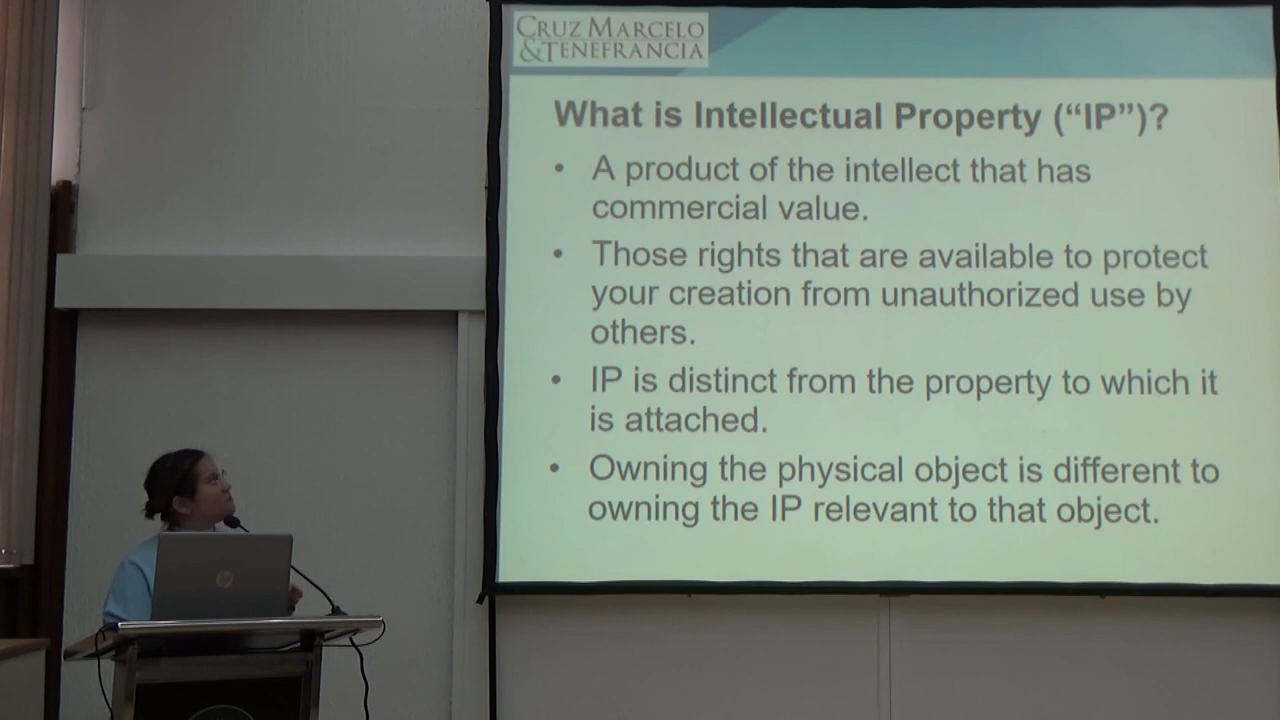 CRUZ MARCELO
& TENEFRANCIA
What is Intellectual Property (“IP”)?
• A product of the intellect that has
commercial value.
• Those rights that are available to protect
your creation from unauthorized use by
others.
• IP is distinct from the property to which it
is attached.
• Owning the physical object is different to
owning the IP relevant to that object.
hp